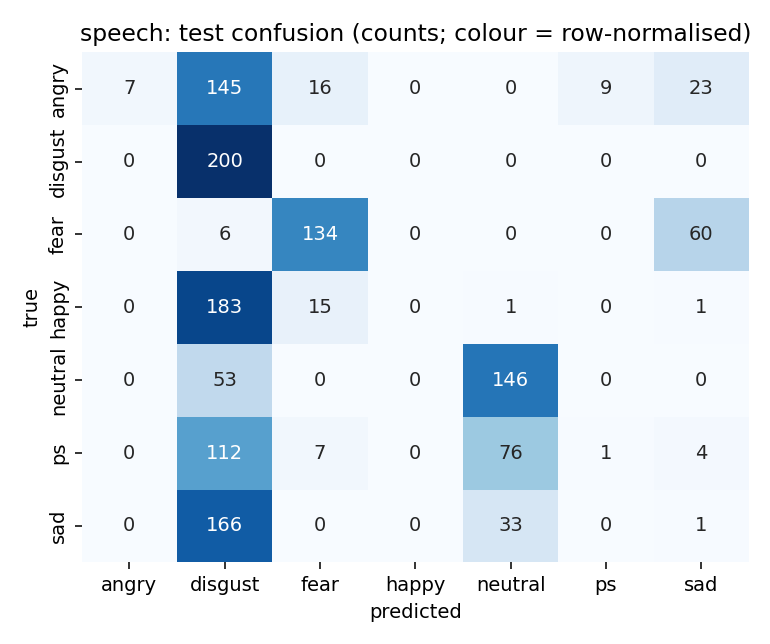 speech: test confusion (counts; colour = row-normalised)
angry 7 145 16 0 0 9 23
disgust 0 200 0 0 0 0 0
fear 0 6 134 0 0 0 60
happy 0 183 15 0 1 0 1
neutral 0 53 0 0 146 0 0
ps 0 112 7 0 76 1 4
sad 0 166 0 0 33 0 1
true
angry disgust fear happy neutral ps sad
predicted